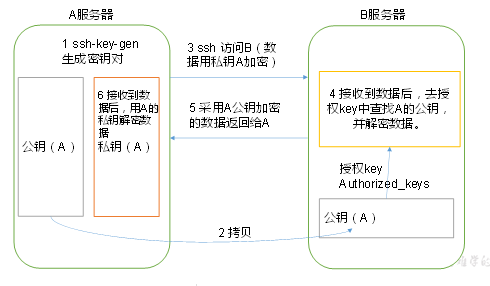 A服务器
B服务器
1 ssh-key-gen
生成密钥对
3 ssh 访问B（数
据用私钥A加密）
6 接收到数
据后，用A的
私钥解密数
据
私钥（A）
公钥（A）
4 接收到数据后，去授
权key中查找A的公钥，
并解密数据。
5 采用A公钥加密
的数据返回给A
授权key
Authorized_keys
公钥（A）
2 拷贝